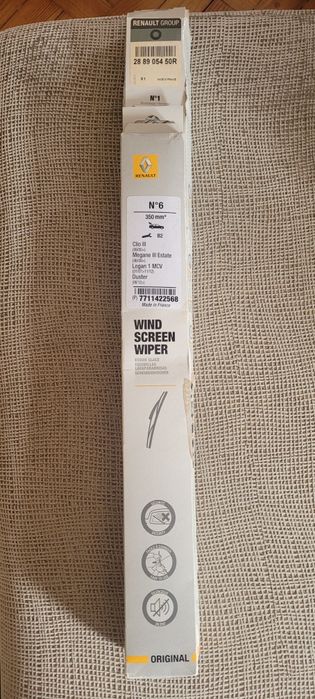 RENAULT GROUP
28 89 054 50R
N°1
RENAULT
N°6
350 mm*
B2
Clio III
Megane III Estate
Logan 1 MCV
Duster
(F) 7711422568
Made in France
WIND
SCREEN
WIPER
ORIGINAL